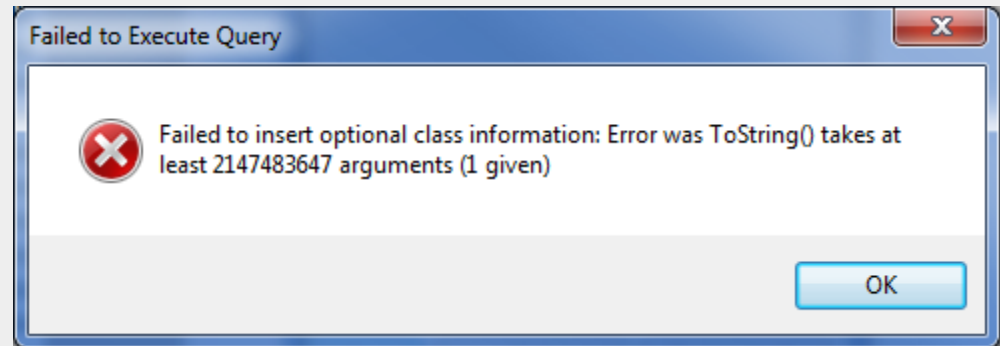 Failed to Execute Query
Failed to insert optional class information: Error was ToString() takes at
least 2147483647 arguments (1 given)
OK